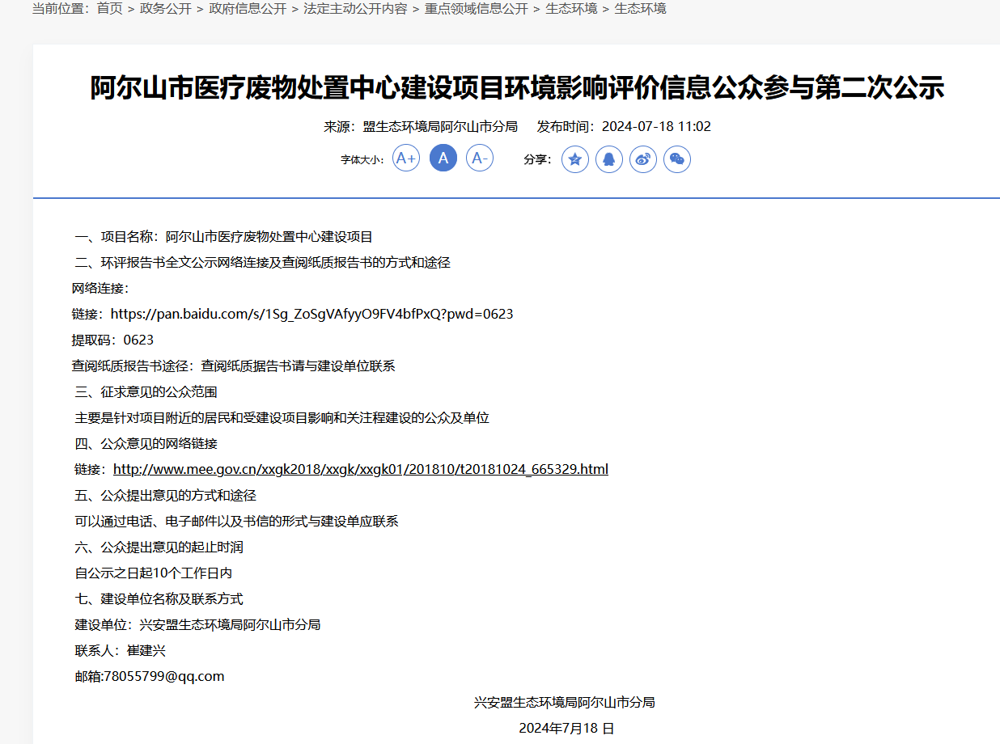 当前位置：首页 > 政务公开 > 政府信息公开 > 法定主动公开内容 > 重点领域信息公开 > 生态环境 > 生态环境
阿尔山市医疗废物处置中心建设项目环境影响评价信息公众参与第二次公示
来源：盟生态环境局阿尔山市分局 发布时间：2024-07-18 11:02
字体大小：A+ A A- 分享：
一、项目名称：阿尔山市医疗废物处置中心建设项目
二、环评报告书全文公示网络连接及查阅纸质报告书的方式和途径
网络连接：
链接：https://pan.baidu.com/s/1Sg_ZoSgVAfyyO9FV4bfPxQ?pwd=0623
提取码：0623
查阅纸质报告书途径：查阅纸质据告书请与建设单位联系
三、征求意见的公众范围
主要是针对项目附近的居民和受建设项目影响和关注程建设的公众及单位
四、公众意见的网络链接
链接：http://www.mee.gov.cn/xxgk2018/xxgk/xxgk01/201810/t20181024_665329.html
五、公众提出意见的方式和途径
可以通过电话、电子邮件以及书信的形式与建设单应联系
六、公众提出意见的起止时润
自公示之日起10个工作日内
七、建设单位名称及联系方式
建设单位：兴安盟生态环境局阿尔山市分局
联系人：崔建兴
邮箱:78055799@qq.com
兴安盟生态环境局阿尔山市分局
2024年7月18 日